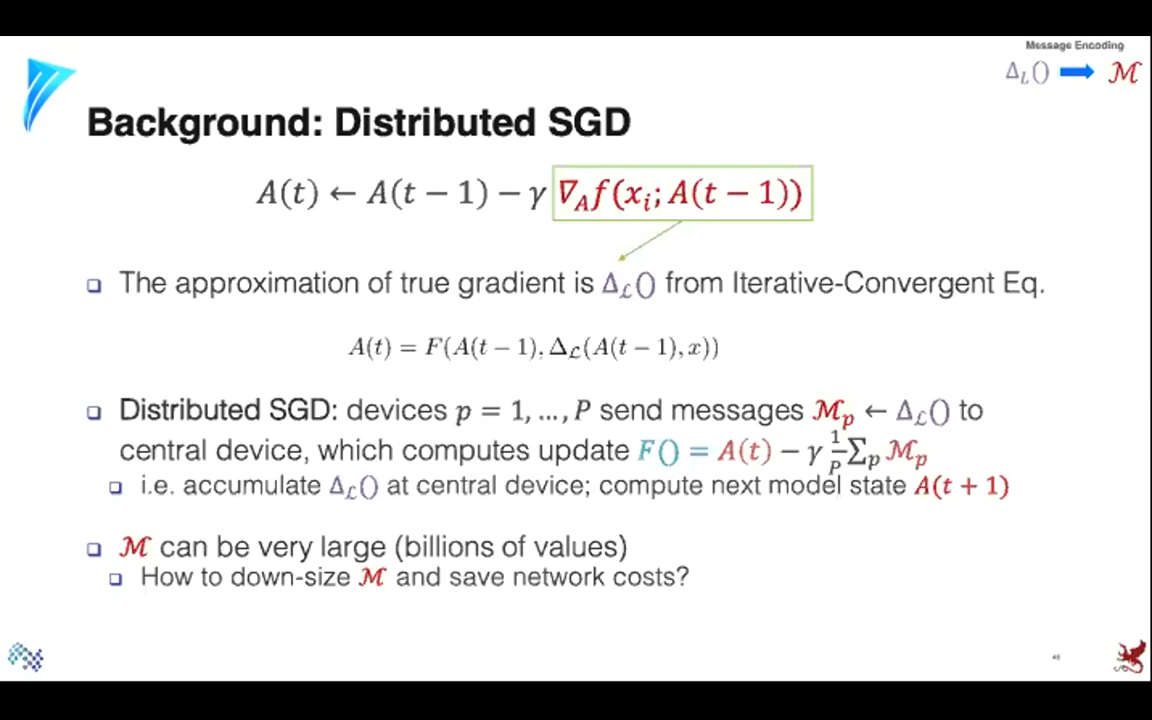 Message Encoding
Δ_L() ➡ ℳ
Background: Distributed SGD
A(t) ← A(t − 1) − γ ∇_A f(x_i; A(t − 1))
❑ The approximation of true gradient is Δ_ℒ() from Iterative-Convergent Eq.
A(t) = F(A(t − 1), Δ_ℒ(A(t − 1), x))
❑ Distributed SGD: devices p = 1, …, P send messages ℳ_p ← Δ_ℒ() to
central device, which computes update F() = A(t) − γ 1/P Σ_p ℳ_p
❑ i.e. accumulate Δ_ℒ() at central device; compute next model state A(t + 1)
❑ ℳ can be very large (billions of values)
❑ How to down-size ℳ and save network costs?